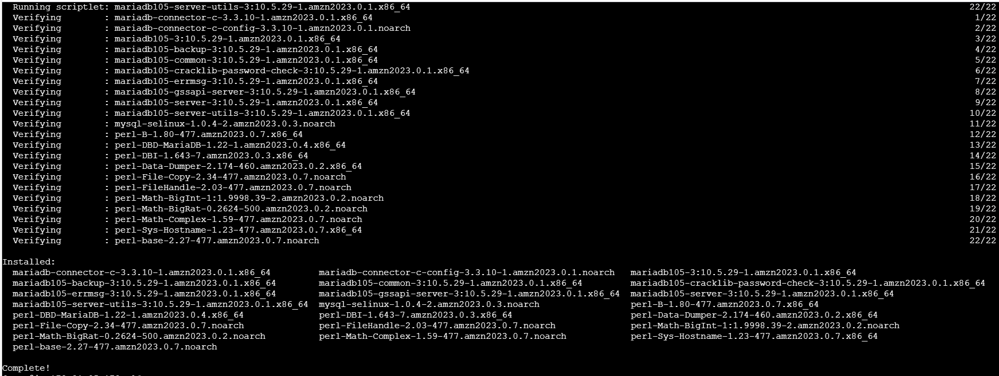 Running scriptlet: mariadb105-server-utils-3:10.5.29-1.amzn2023.0.1.x86_64 22/22
Verifying : mariadb-connector-c-3.3.10-1.amzn2023.0.1.x86_64 1/22
Verifying : mariadb-connector-c-config-3.3.10-1.amzn2023.0.1.noarch 2/22
Verifying : mariadb105-3:10.5.29-1.amzn2023.0.1.x86_64 3/22
Verifying : mariadb105-backup-3:10.5.29-1.amzn2023.0.1.x86_64 4/22
Verifying : mariadb105-common-3:10.5.29-1.amzn2023.0.1.x86_64 5/22
Verifying : mariadb105-cracklib-password-check-3:10.5.29-1.amzn2023.0.1.x86_64 6/22
Verifying : mariadb105-errmsg-3:10.5.29-1.amzn2023.0.1.x86_64 7/22
Verifying : mariadb105-gssapi-server-3:10.5.29-1.amzn2023.0.1.x86_64 8/22
Verifying : mariadb105-server-3:10.5.29-1.amzn2023.0.1.x86_64 9/22
Verifying : mariadb105-server-utils-3:10.5.29-1.amzn2023.0.1.x86_64 10/22
Verifying : mysql-selinux-1.0.4-2.amzn2023.0.3.noarch 11/22
Verifying : perl-B-1.80-477.amzn2023.0.7.x86_64 12/22
Verifying : perl-DBD-MariaDB-1.22-1.amzn2023.0.4.x86_64 13/22
Verifying : perl-DBI-1.643-7.amzn2023.0.3.x86_64 14/22
Verifying : perl-Data-Dumper-2.174-460.amzn2023.0.2.x86_64 15/22
Verifying : perl-File-Copy-2.34-477.amzn2023.0.7.noarch 16/22
Verifying : perl-FileHandle-2.03-477.amzn2023.0.7.noarch 17/22
Verifying : perl-Math-BigInt-1:1.9998.39-2.amzn2023.0.2.noarch 18/22
Verifying : perl-Math-BigRat-0.2624-500.amzn2023.0.2.noarch 19/22
Verifying : perl-Math-Complex-1.59-477.amzn2023.0.7.noarch 20/22
Verifying : perl-Sys-Hostname-1.23-477.amzn2023.0.7.x86_64 21/22
Verifying : perl-base-2.27-477.amzn2023.0.7.noarch 22/22
Installed:
mariadb-connector-c-3.3.10-1.amzn2023.0.1.x86_64 mariadb-connector-c-config-3.3.10-1.amzn2023.0.1.noarch mariadb105-3:10.5.29-1.amzn2023.0.1.x86_64
mariadb105-backup-3:10.5.29-1.amzn2023.0.1.x86_64 mariadb105-common-3:10.5.29-1.amzn2023.0.1.x86_64 mariadb105-cracklib-password-check-3:10.5.29-1.amzn2023.0.1.x86_64
mariadb105-errmsg-3:10.5.29-1.amzn2023.0.1.x86_64 mariadb105-gssapi-server-3:10.5.29-1.amzn2023.0.1.x86_64 mariadb105-server-3:10.5.29-1.amzn2023.0.1.x86_64
mariadb105-server-utils-3:10.5.29-1.amzn2023.0.1.x86_64 mysql-selinux-1.0.4-2.amzn2023.0.3.noarch perl-B-1.80-477.amzn2023.0.7.x86_64
perl-DBD-MariaDB-1.22-1.amzn2023.0.4.x86_64 perl-DBI-1.643-7.amzn2023.0.3.x86_64 perl-Data-Dumper-2.174-460.amzn2023.0.2.x86_64
perl-File-Copy-2.34-477.amzn2023.0.7.noarch perl-FileHandle-2.03-477.amzn2023.0.7.noarch perl-Math-BigInt-1:1.9998.39-2.amzn2023.0.2.noarch
perl-Math-BigRat-0.2624-500.amzn2023.0.2.noarch perl-Math-Complex-1.59-477.amzn2023.0.7.noarch perl-Sys-Hostname-1.23-477.amzn2023.0.7.x86_64
perl-base-2.27-477.amzn2023.0.7.noarch
Complete!